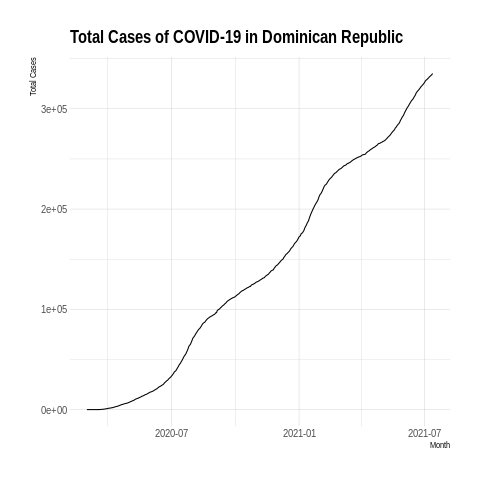 Total Cases of COVID-19 in Dominican Republic
Total Cases
3e+05
2e+05
1e+05
0e+00
2020-07 2021-01 2021-07
Month